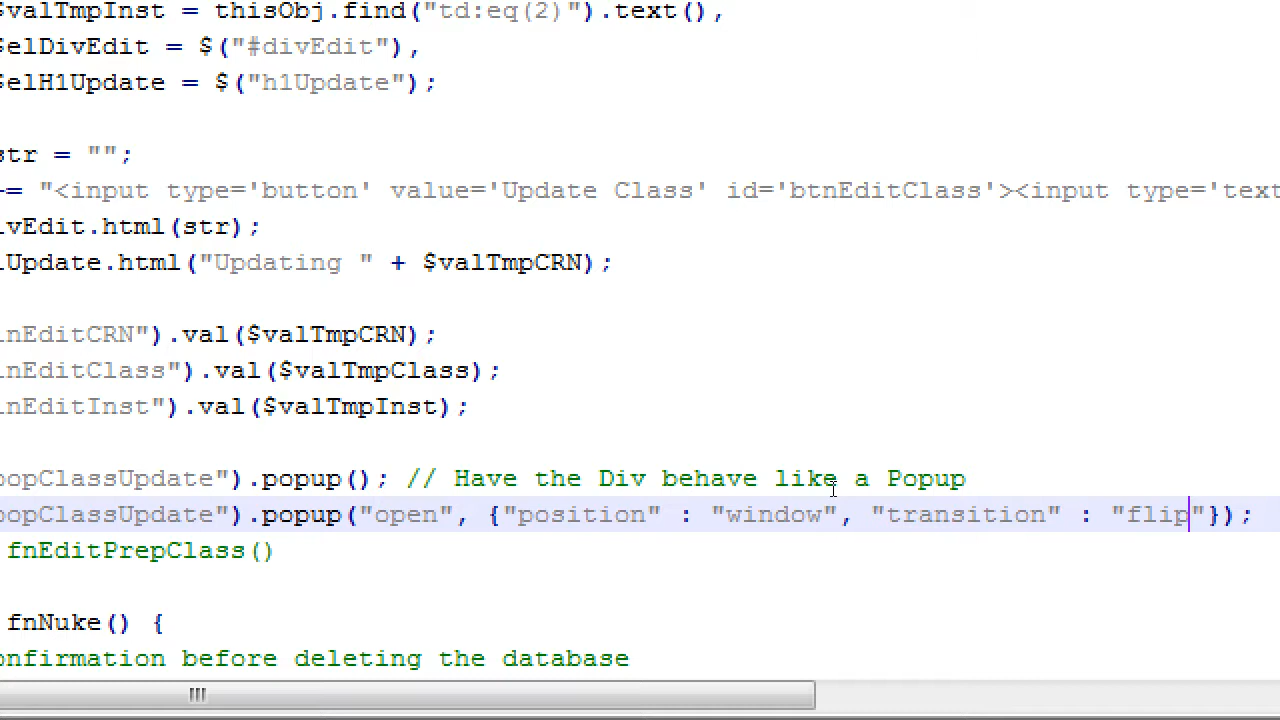 $valTmpInst = thisObj.find("td:eq(2)").text(),
$elDivEdit = $("#divEdit"),
$elH1Update = $("h1Update");
str = "";
= "<input type='button' value='Update Class' id='btnEditClass'><input type='text
ivEdit.html(str);
Update.html("Updating " + $valTmpCRN);
nEditCRN").val($valTmpCRN);
nEditClass").val($valTmpClass);
nEditInst").val($valTmpInst);
popClassUpdate").popup(); // Have the Div behave like a Popup
popClassUpdate").popup("open", {"position" : "window", "transition" : "flip"});
fnEditPrepClass()
fnNuke() {
onfirmation before deleting the database